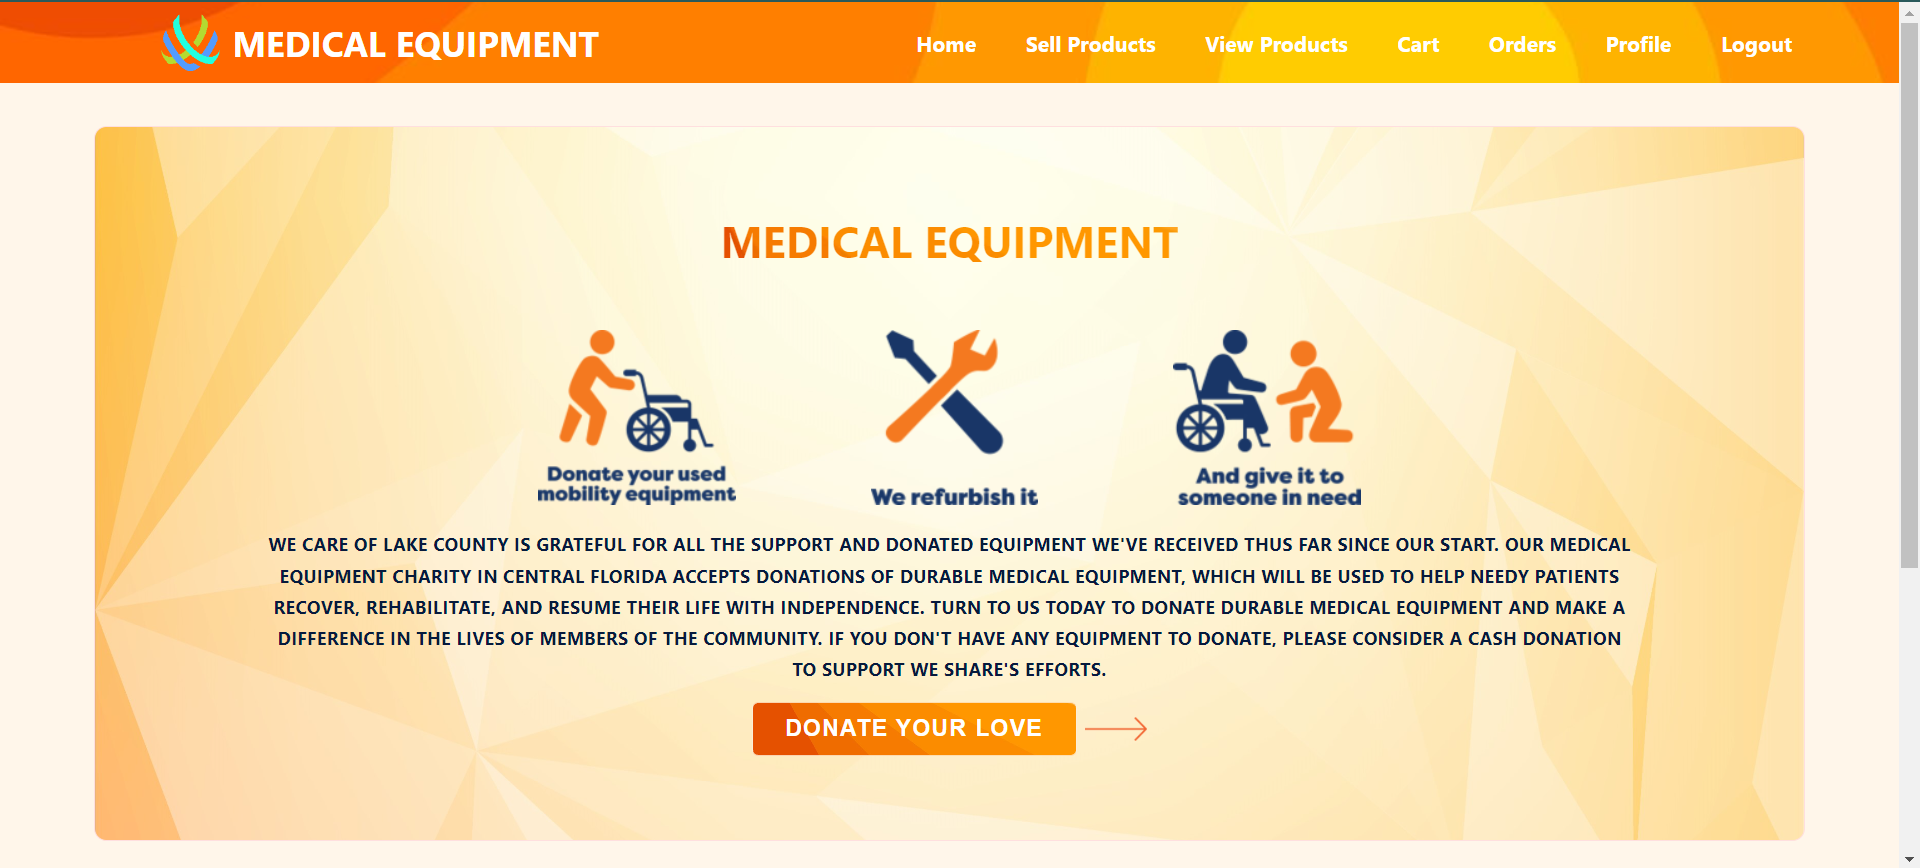 MEDICAL EQUIPMENT
Home Sell Products View Products Cart Orders Profile Logout
MEDICAL EQUIPMENT
Donate your used
mobility equipment
We refurbish it
And give it to
someone in need
WE CARE OF LAKE COUNTY IS GRATEFUL FOR ALL THE SUPPORT AND DONATED EQUIPMENT WE'VE RECEIVED THUS FAR SINCE OUR START. OUR MEDICAL
EQUIPMENT CHARITY IN CENTRAL FLORIDA ACCEPTS DONATIONS OF DURABLE MEDICAL EQUIPMENT, WHICH WILL BE USED TO HELP NEEDY PATIENTS
RECOVER, REHABILITATE, AND RESUME THEIR LIFE WITH INDEPENDENCE. TURN TO US TODAY TO DONATE DURABLE MEDICAL EQUIPMENT AND MAKE A
DIFFERENCE IN THE LIVES OF MEMBERS OF THE COMMUNITY. IF YOU DON'T HAVE ANY EQUIPMENT TO DONATE, PLEASE CONSIDER A CASH DONATION
TO SUPPORT WE SHARE'S EFFORTS.
DONATE YOUR LOVE